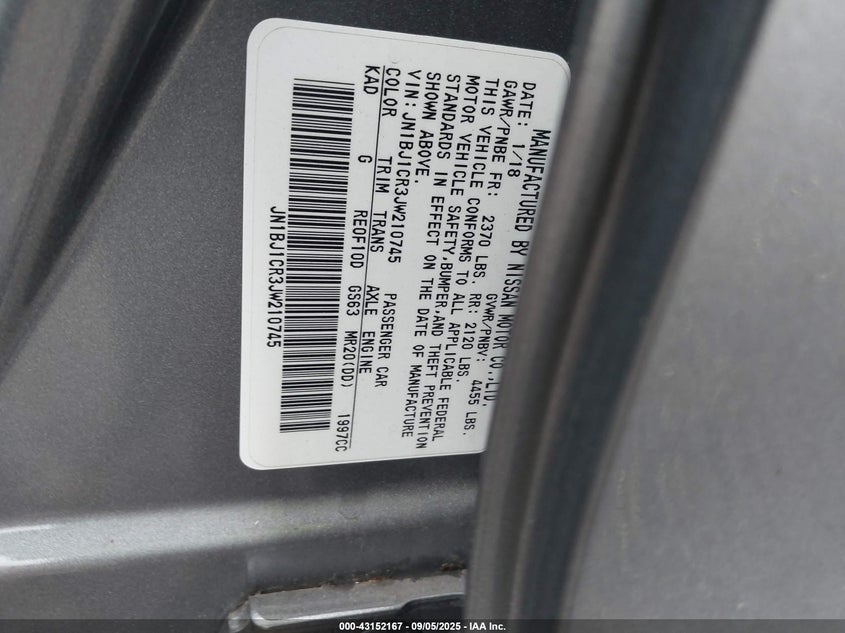 MANUFACTURED BY NISSAN MOTOR CO.,LTD.
DATE: 1/18 GVWR/PNBV: 4455 LBS.
GAWR/PNBE FR: 2370 LBS. RR: 2120 LBS.
THIS VEHICLE CONFORMS TO ALL APPLICABLE FEDERAL
MOTOR VEHICLE SAFETY,BUMPER,AND THEFT PREVENTION
STANDARDS IN EFFECT ON THE DATE OF MANUFACTURE
SHOWN ABOVE.
VIN:JN1BJ1CR3JW210745 PASSENGER CAR
COLOR TRIM TRANS AXLE ENGINE
KAD G RE0F10D GS63 MR20(DD) 1997CC
JN1BJ1CR3JW210745
000-43152167 - 09/05/2025 - IAA Inc.